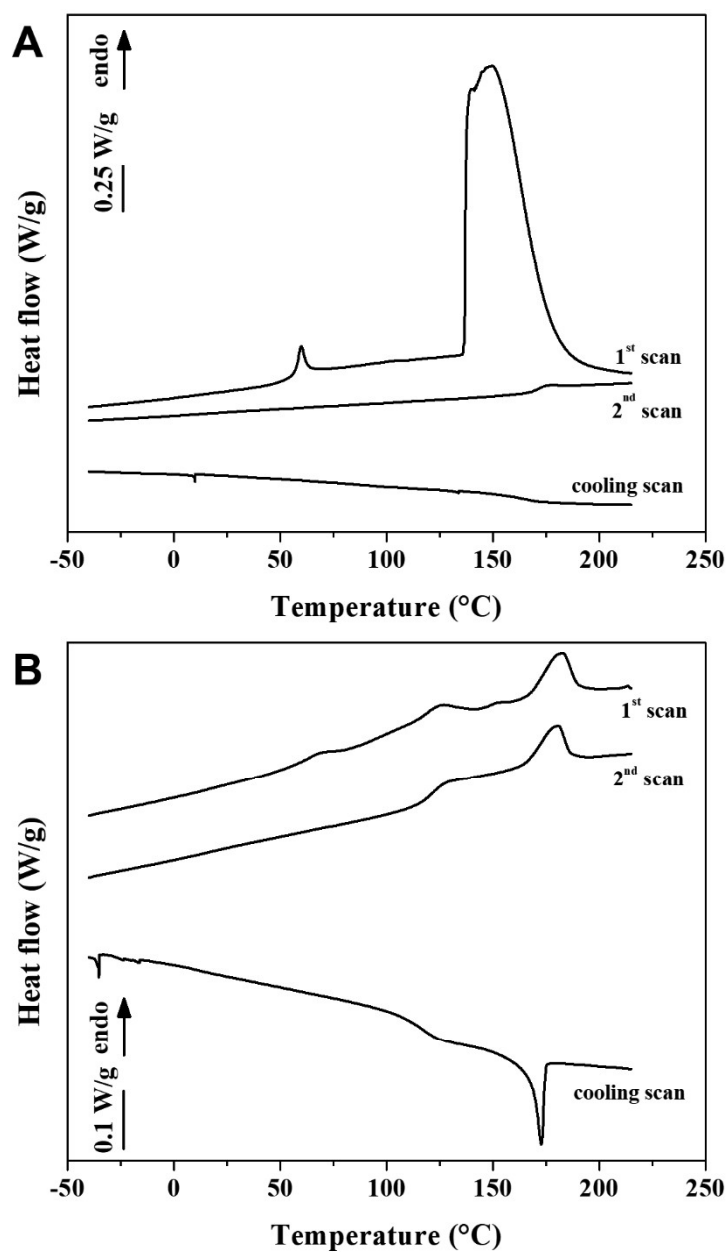 A
endo
0.25 W/g
Heat flow (W/g)
1st scan
2nd scan
cooling scan
-50 0 50 100 150 200 250
Temperature (°C)
B
1st scan
2nd scan
Heat flow (W/g)
endo
0.1 W/g
cooling scan
-50 0 50 100 150 200 250
Temperature (°C)